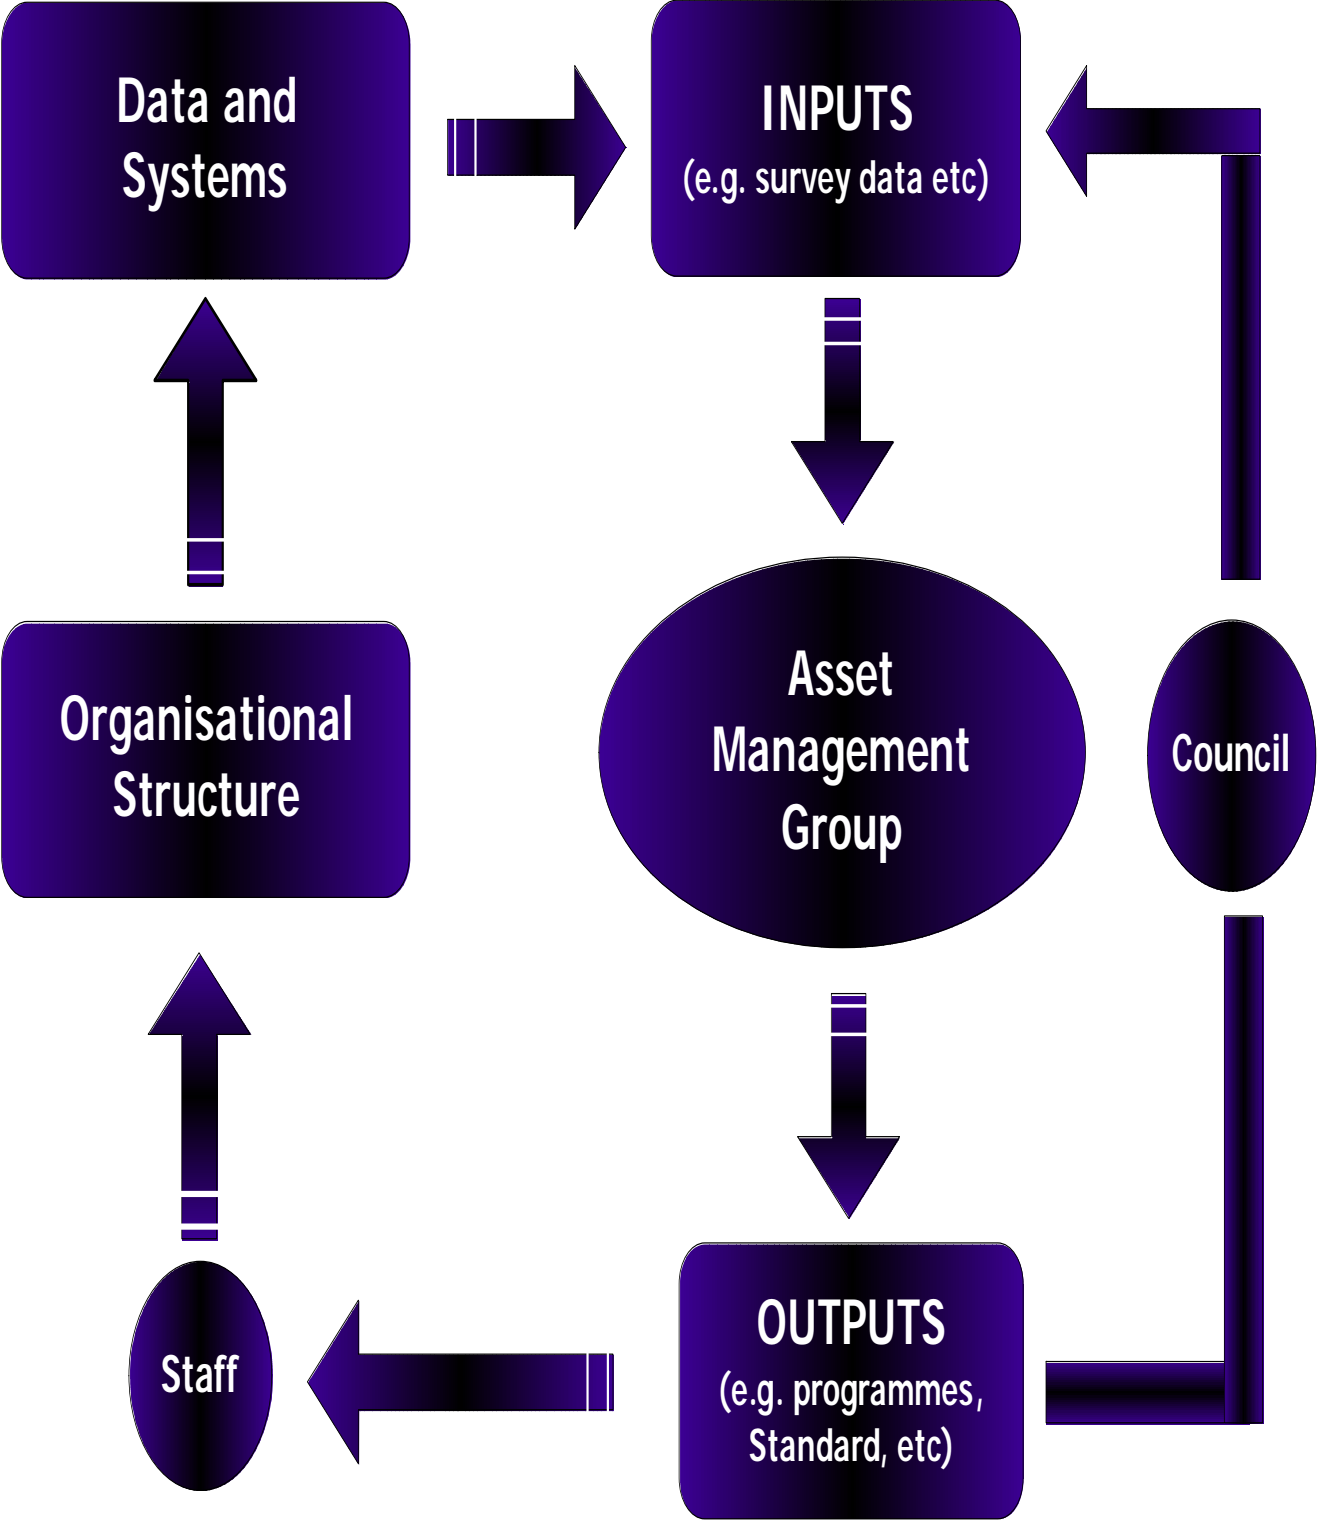 Data and
Systems
INPUTS
(e.g. survey data etc)
Organisational
Structure
Asset
Management
Group
Council
Staff
OUTPUTS
(e.g. programmes,
Standard, etc)